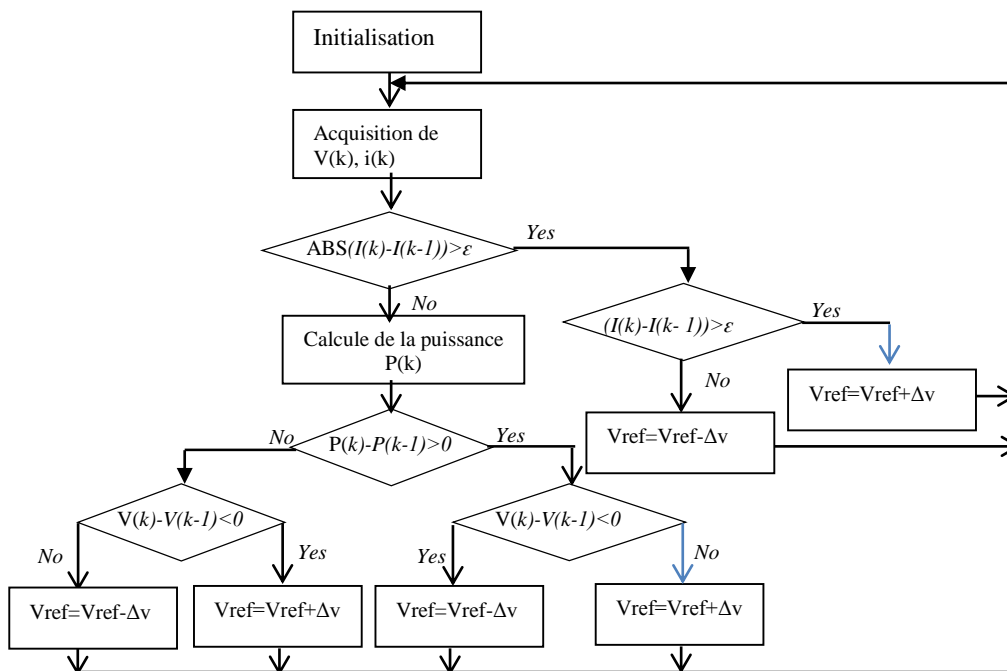 Initialisation
Acquisition de
V(k), i(k)
ABS(I(k)-I(k-1))>ε
Yes
No
(I(k)-I(k- 1))>ε
Yes
Calcule de la puissance
P(k)
No
Vref=Vref+Δv
Vref=Vref-Δv
No
P(k)-P(k-1)>0
Yes
V(k)-V(k-1)<0
V(k)-V(k-1)<0
No
Yes
Yes
No
Vref=Vref-Δv
Vref=Vref+Δv
Vref=Vref-Δv
Vref=Vref+Δv